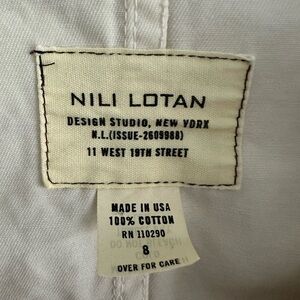 NILI LOTAN
DESIGN STUDIO, NEW YORK
N.L.(ISSUE-2609988)
11 WEST 19TH STREET
MADE IN USA
100% COTTON
RN 110290
8
OVER FOR CARE